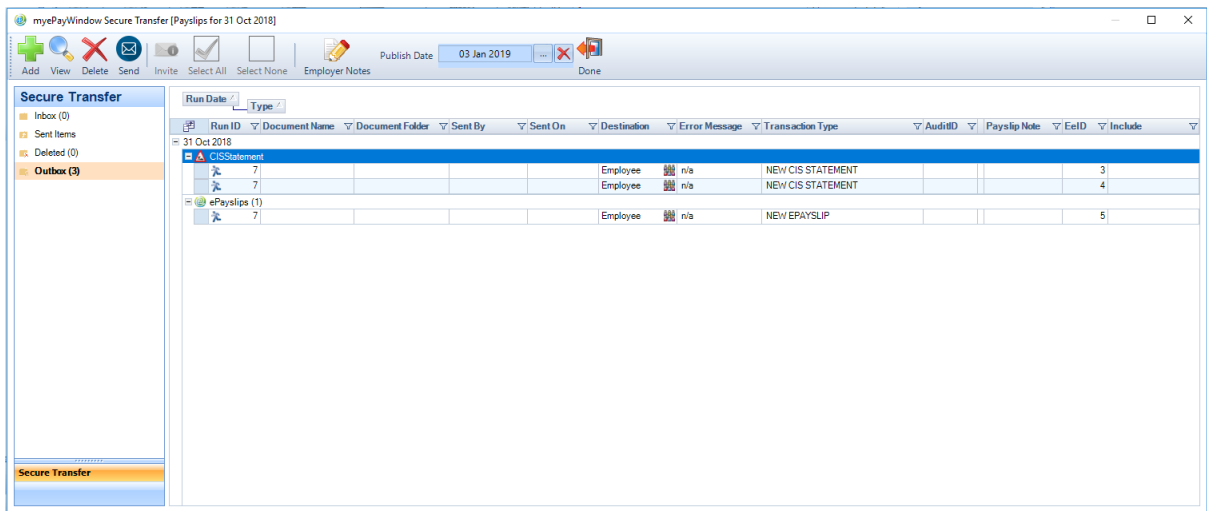 myePayWindow Secure Transfer [Payslips for 31 Oct 2018]
Add View Delete Send Invite Select All Select None Employer Notes Publish Date 03 Jan 2019 ... Done
Secure Transfer
Inbox (0)
Sent Items
Deleted (0)
Outbox (3)
Secure Transfer
Run Date
Type
Run ID Document Name Document Folder Sent By Sent On Destination Error Message Transaction Type AuditID Payslip Note EeID Include
31 Oct 2018
CISStatement
7 Employee n/a NEW CIS STATEMENT 3
7 Employee n/a NEW CIS STATEMENT 4
ePayslips (1)
7 Employee n/a NEW EPAYSLIP 5